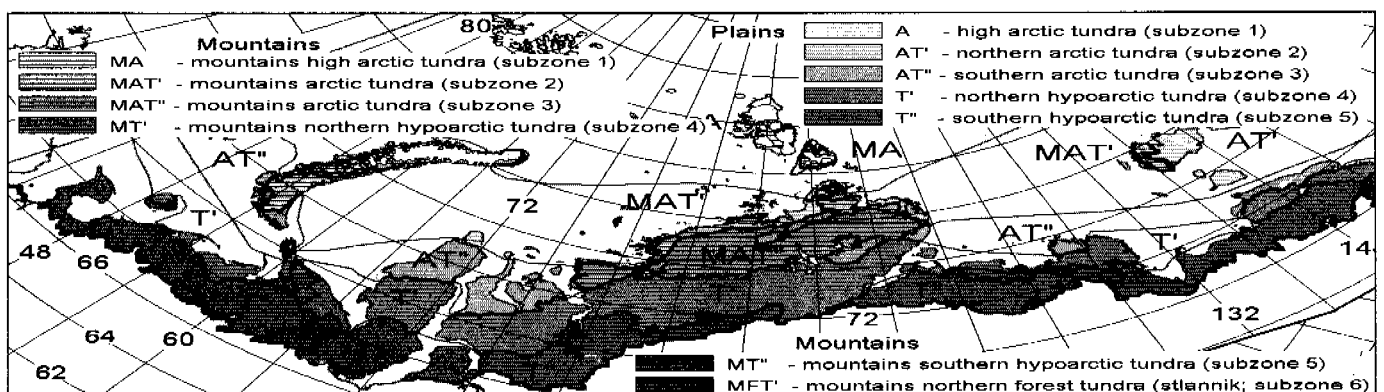 80
Mountains
MA - mountains high arctic tundra (subzone 1)
MAT' - mountains arctic tundra (subzone 2)
MAT" - mountains arctic tundra (subzone 3)
MT' - mountains northern hypoarctic tundra (subzone 4)
Plains
A - high arctic tundra (subzone 1)
AT' - northern arctic tundra (subzone 2)
AT" - southern arctic tundra (subzone 3)
T' - northern hypoarctic tundra (subzone 4)
T" - southern hypoarctic tundra (subzone 5)
AT"
MA
MAT'
AT'
72
MAT'
T'
48
66
AT"
MAT"
AT"
T'
64
60
62
72
132
Mountains
MT" - mountains southern hypoarctic tundra (subzone 5)
MFT' - mountains northern forest tundra (stlannik; subzone 6)